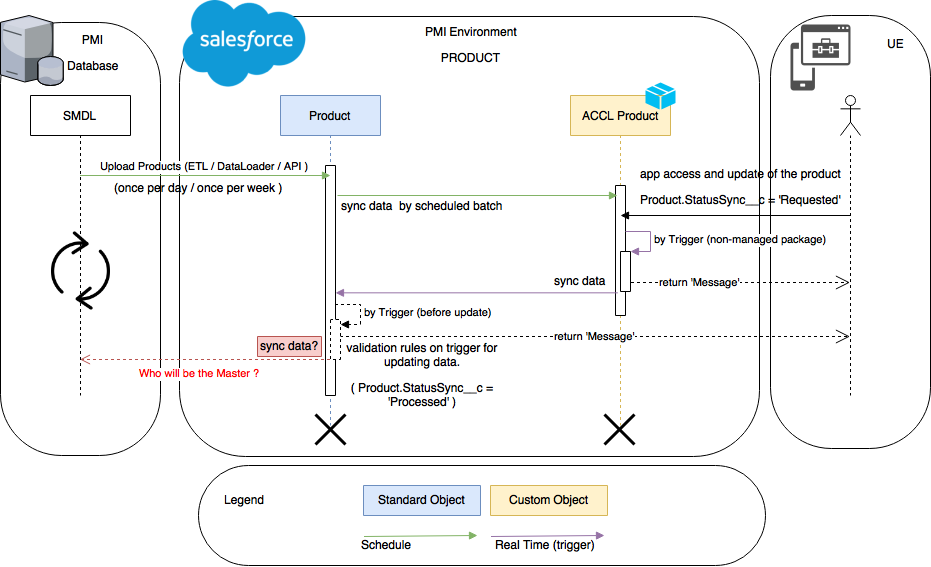 PMI
Database
salesforce
PMI Environment
PRODUCT
UE
SMDL
Product
ACCL Product
Upload Products (ETL / DataLoader / API )
(once per day / once per week )
sync data  by scheduled batch
app access and update of the product
Product.StatusSync__c = 'Requested'
by Trigger (non-managed package)
sync data
return 'Message'
by Trigger (before update)
return 'Message'
sync data?
validation rules on trigger for
updating data.
Who will be the Master ?
( Product.StatusSync__c =
'Processed' )
Legend
Standard Object
Custom Object
Schedule
Real Time (trigger)